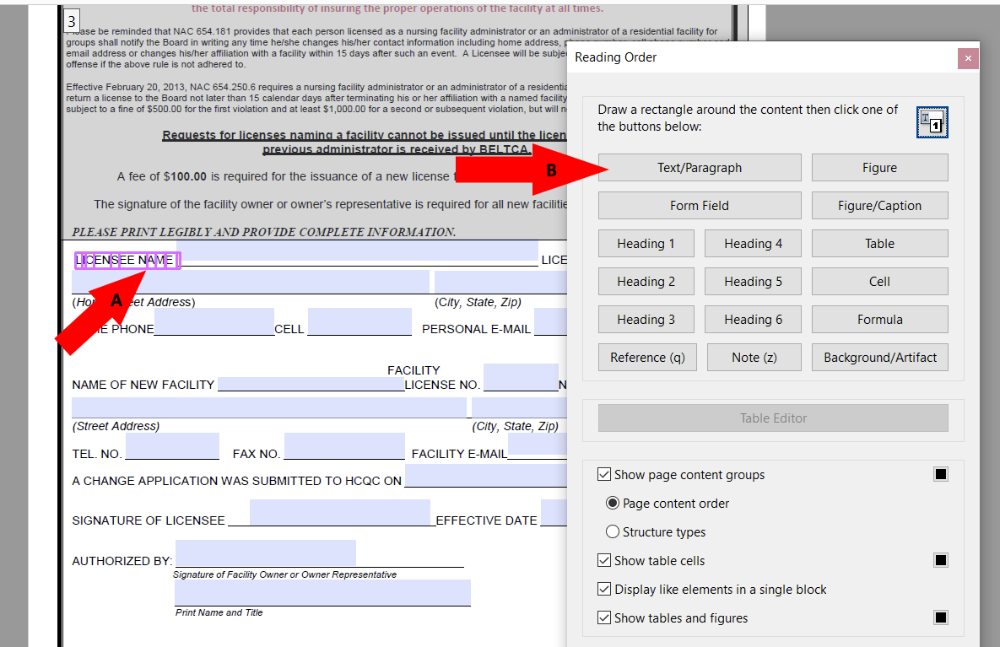 the total responsibility of insuring the proper operations of the facility at all times.
3
ease be reminded that NAC 654.181 provides that each person licensed as a nursing facility administrator or an administrator of a residential facility for
groups shall notify the Board in writing any time he/she changes his/her contact information including home address, phone number, cell phone number and
email address or changes his/her affiliation with a facility within 15 days after such an event. A Licensee will be subje
offense if the above rule is not adhered to.
Effective February 20, 2013, NAC 654.250.6 requires a nursing facility administrator or an administrator of a residentia
return a license to the Board not later than 15 calendar days after terminating his or her affiliation with a named facility
subject to a fine of $500.00 for the first violation and at least $1,000.00 for a second or subsequent violation, but will n
Requests for licenses naming a facility cannot be issued until the licen
previous administrator is received by BELTCA.
A fee of $100.00 is required for the issuance of a new license
The signature of the facility owner or owner's representative is required for all new facilitie
PLEASE PRINT LEGIBLY AND PROVIDE COMPLETE INFORMATION.
LICENSEE NAME LICE
(Ho eet Address) (City, State, Zip)
A
E PHONE CELL PERSONAL E-MAIL
FACILITY
NAME OF NEW FACILITY LICENSE NO. N
(Street Address) (City, State, Zip)
TEL. NO. FAX NO. FACILITY E-MAIL
A CHANGE APPLICATION WAS SUBMITTED TO HCQC ON
SIGNATURE OF LICENSEE EFFECTIVE DATE
AUTHORIZED BY:
Signature of Facility Owner or Owner Representative
Print Name and Title
Reading Order
×
Draw a rectangle around the content then click one of
the buttons below:
T 1
B
Text/Paragraph Figure
Form Field Figure/Caption
Heading 1 Heading 4 Table
Heading 2 Heading 5 Cell
Heading 3 Heading 6 Formula
Reference (q) Note (z) Background/Artifact
Table Editor
Show page content groups
Page content order
Structure types
Show table cells
Display like elements in a single block
Show tables and figures